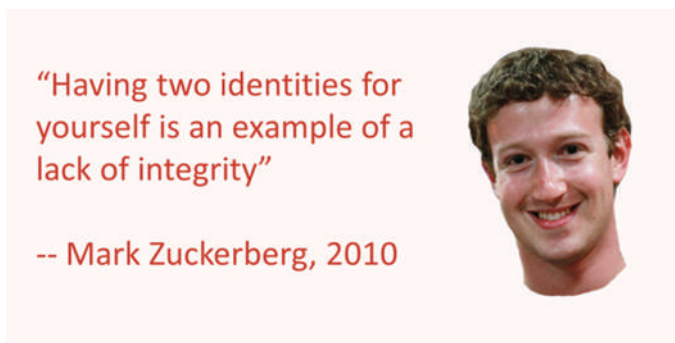 “Having two identities for
yourself is an example of a
lack of integrity”
-- Mark Zuckerberg, 2010